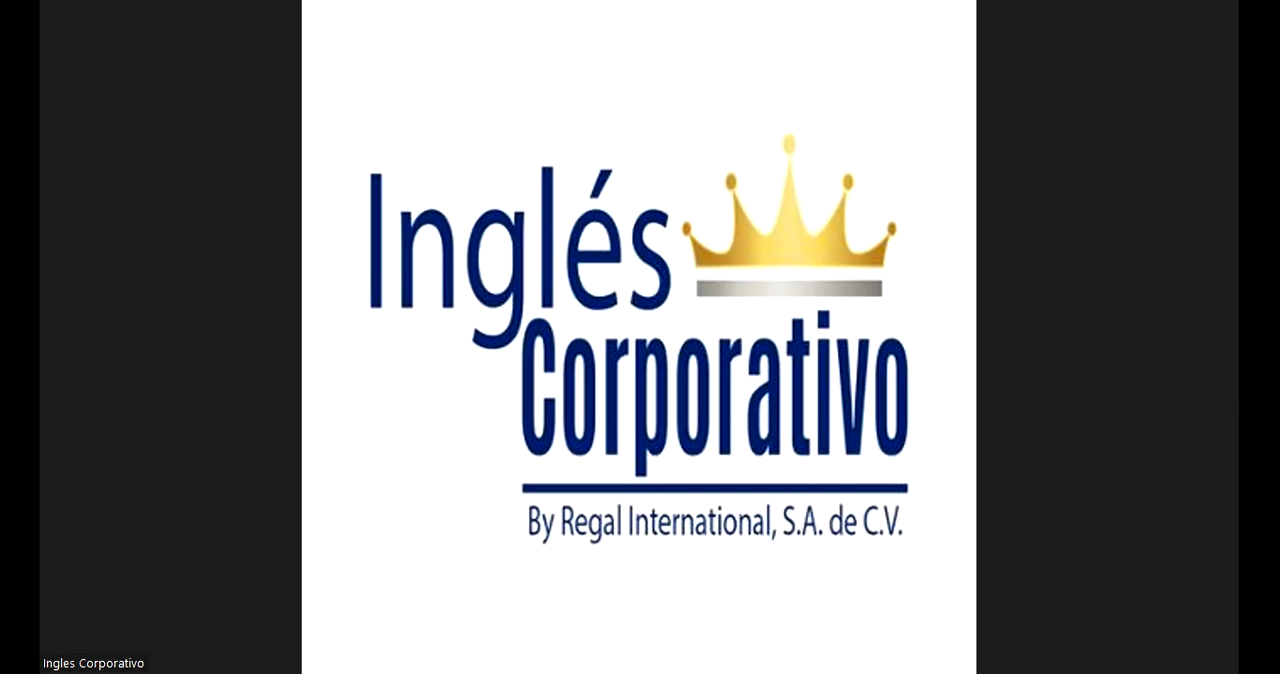 Inglés
Corporativo
By Regal International, S.A. de C.V.
Ingles Corporativo